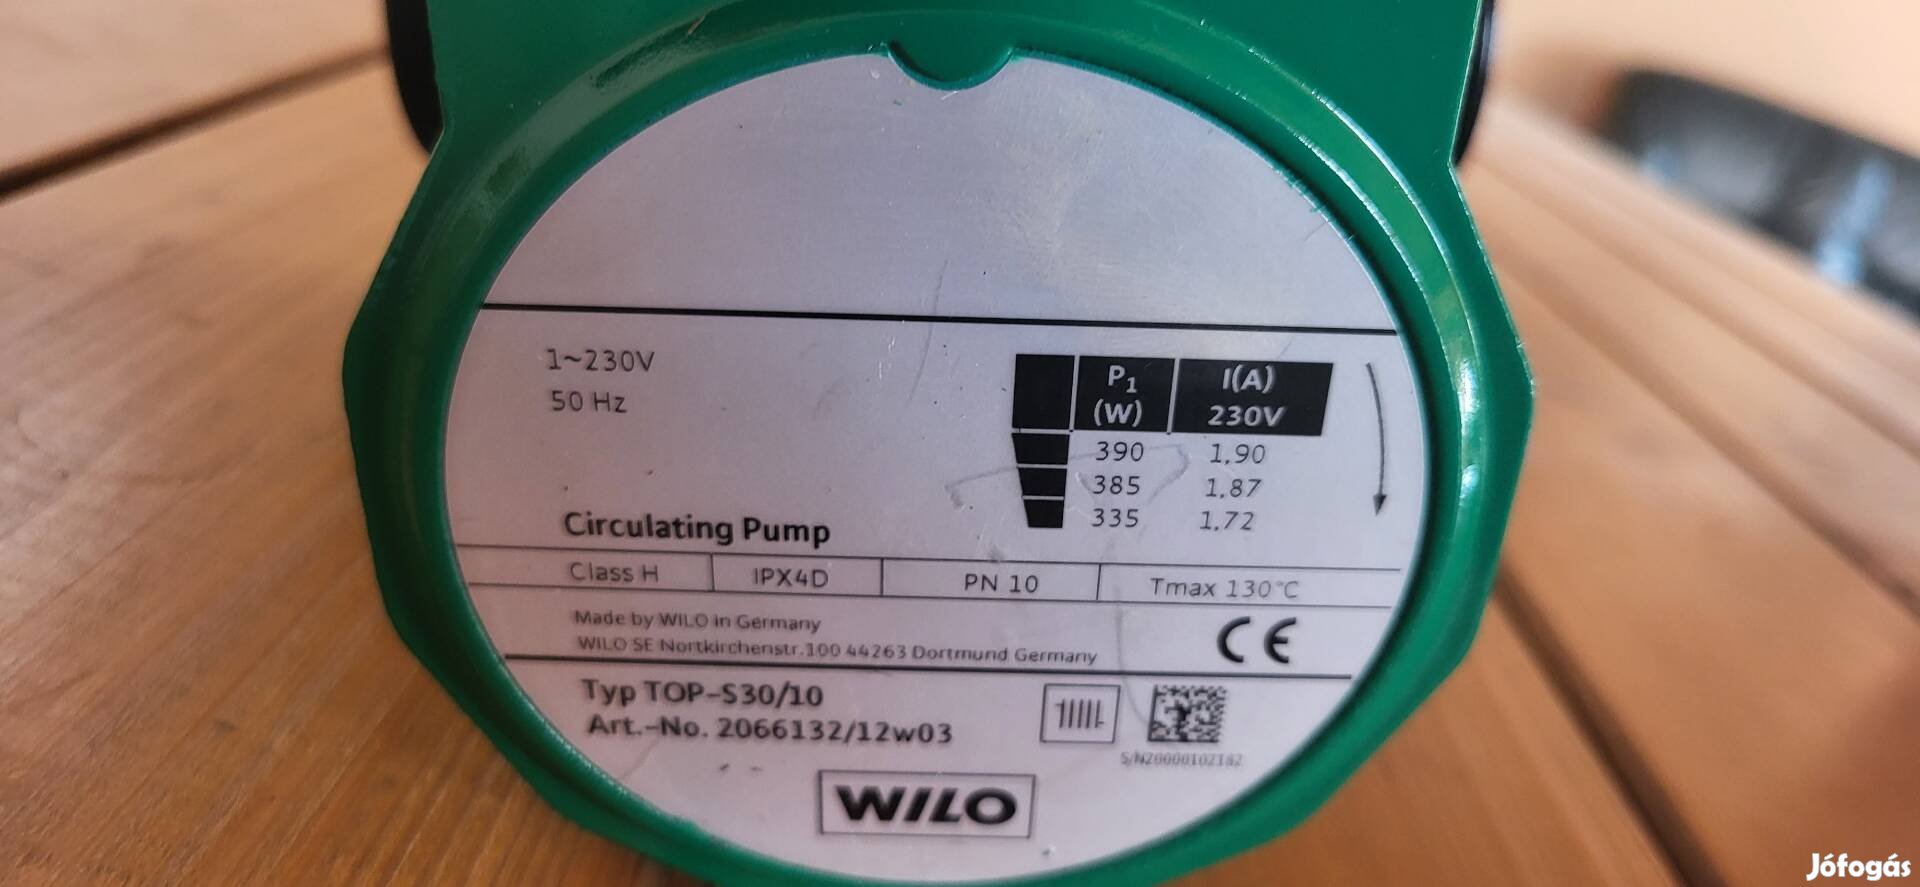 1~230V
50 Hz
P1 (W) I(A) 230V
390 1,90
385 1,87
335 1,72
Circulating Pump
Class H IPX4D PN 10 Tmax 130°C
Made by WILO in Germany
WILO SE Nortkirchenstr.100 44263 Dortmund Germany
CE
Typ TOP-S30/10
Art.-No. 2066132/12w03
S/N20000102182
WILO
Jófogás